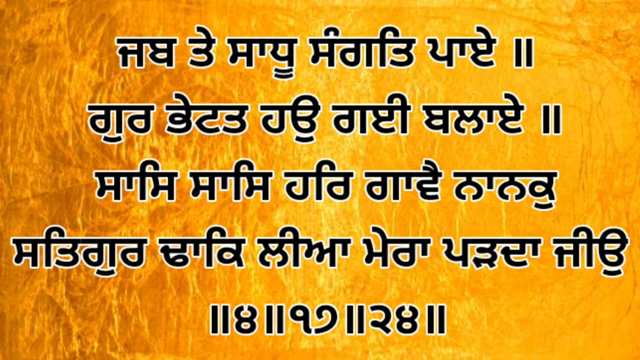 ਜਬ ਤੇ ਸਾਧੂ ਸੰਗਤਿ ਪਾਏ ॥
ਗੁਰ ਭੇਟਤ ਹਉ ਗਈ ਬਲਾਏ ॥
ਸਾਸਿ ਸਾਸਿ ਹਰਿ ਗਾਵੈ ਨਾਨਕੁ
ਸਤਿਗੁਰ ਢਾਕਿ ਲੀਆ ਮੇਰਾ ਪੜਦਾ ਜੀਉ
॥੪॥੧੭॥੨੪॥